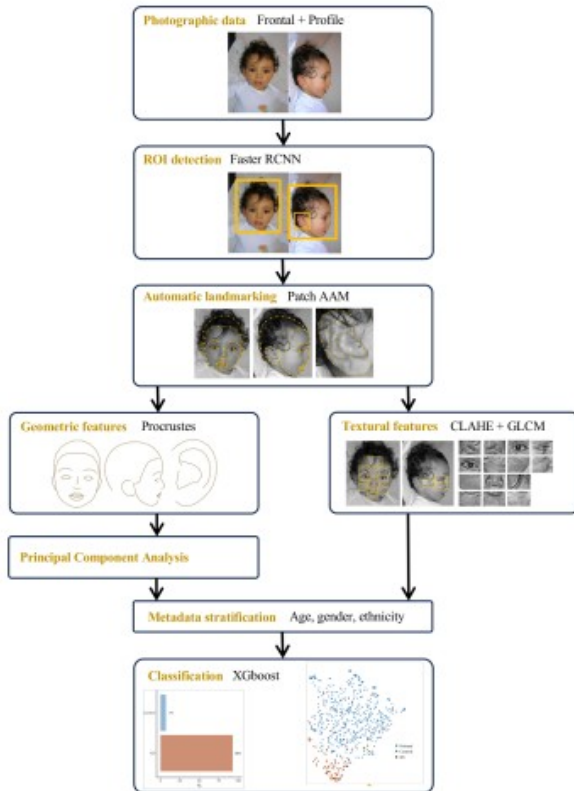 Photographic data Frontal + Profile
ROI detection Faster RCNN
Automatic landmarking Patch AAM
Geometric features Procrustes
Textural features CLAHE + GLCM
Principal Component Analysis
Metadata stratification Age, gender, ethnicity
Classification XGboost